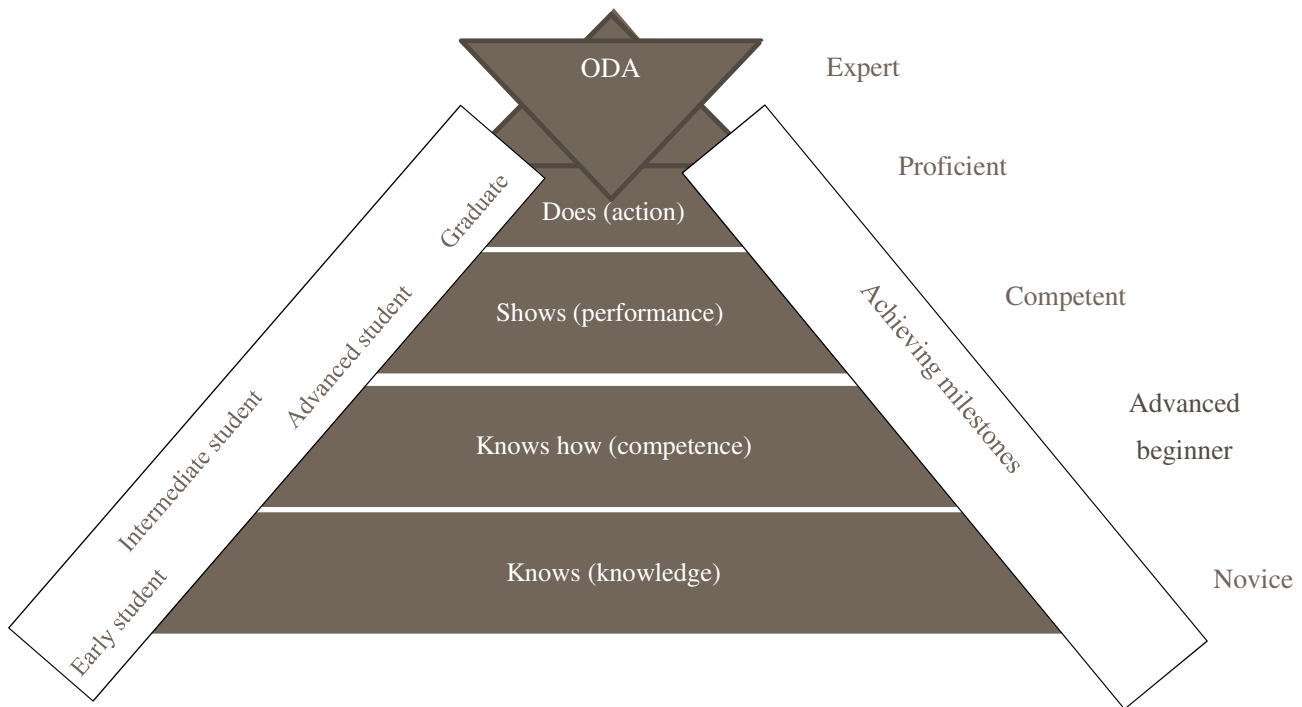 ODA
Expert
Proficient
Graduate
Does (action)
Competent
Shows (performance)
Advanced student
Achieving milestones
Advanced
beginner
Knows how (competence)
Intermediate student
Knows (knowledge)
Novice
Early student